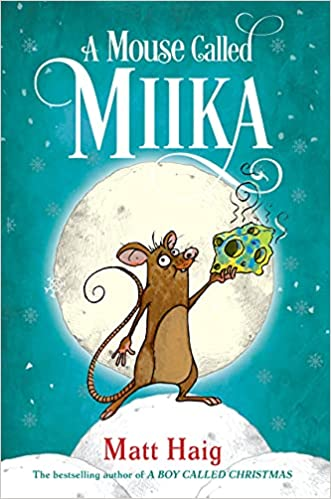 A Mouse Called
MIIKA
Matt Haig
The bestselling author of A BOY CALLED CHRISTMAS